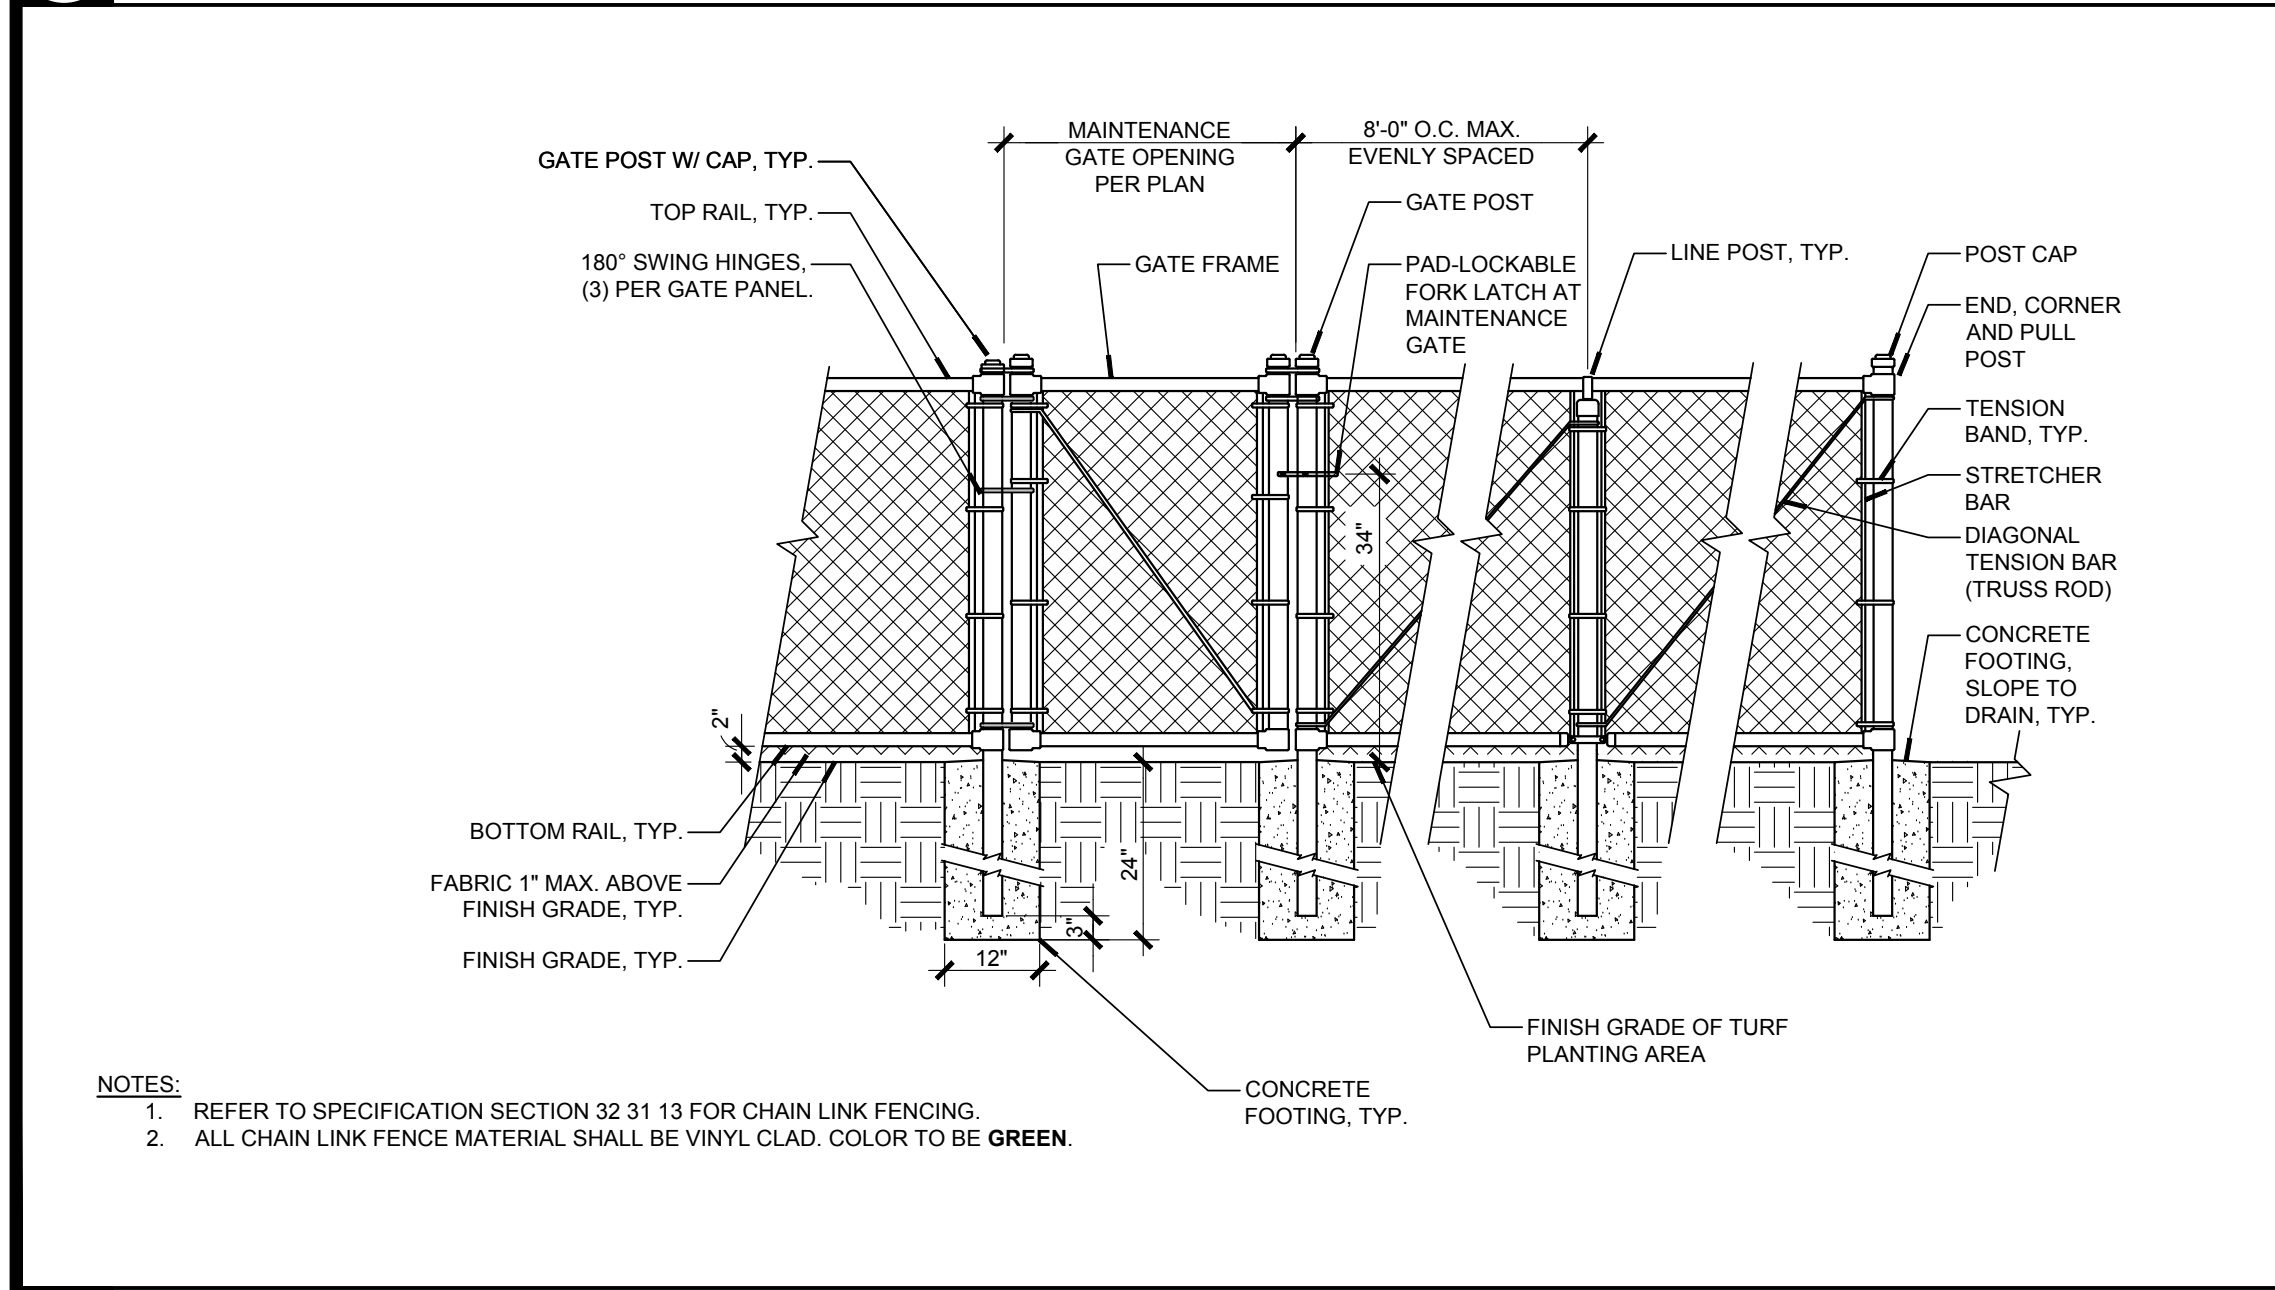 MAINTENANCE
GATE OPENING
PER PLAN
8'-0" O.C. MAX.
EVENLY SPACED
GATE POST W/ CAP, TYP.
TOP RAIL, TYP.
180° SWING HINGES,
(3) PER GATE PANEL.
GATE FRAME
GATE POST
PAD-LOCKABLE
FORK LATCH AT
MAINTENANCE
GATE
LINE POST, TYP.
POST CAP
END, CORNER
AND PULL
POST
TENSION
BAND, TYP.
STRETCHER
BAR
DIAGONAL
TENSION BAR
(TRUSS ROD)
CONCRETE
FOOTING,
SLOPE TO
DRAIN, TYP.
34"
2"
BOTTOM RAIL, TYP.
FABRIC 1" MAX. ABOVE
FINISH GRADE, TYP.
FINISH GRADE, TYP.
24"
3"
12"
FINISH GRADE OF TURF
PLANTING AREA
CONCRETE
FOOTING, TYP.
NOTES:
1. REFER TO SPECIFICATION SECTION 32 31 13 FOR CHAIN LINK FENCING.
2. ALL CHAIN LINK FENCE MATERIAL SHALL BE VINYL CLAD. COLOR TO BE GREEN.